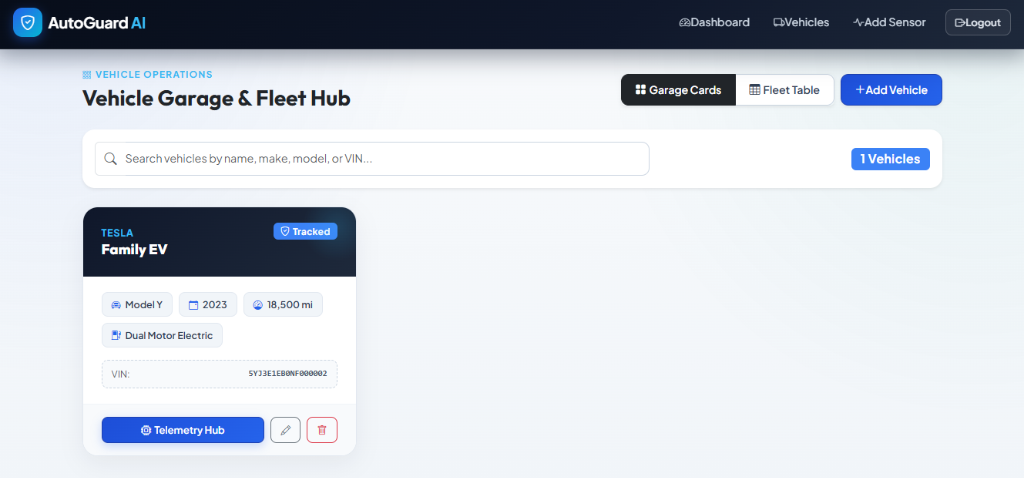 AutoGuard AI
Dashboard
Vehicles
Add Sensor
Logout
VEHICLE OPERATIONS
Vehicle Garage & Fleet Hub
Garage Cards
Fleet Table
+Add Vehicle
Search vehicles by name, make, model, or VIN...
1 Vehicles
TESLA
Family EV
Tracked
Model Y
2023
18,500 mi
Dual Motor Electric
VIN:
5YJ3E1EB0NF000002
Telemetry Hub